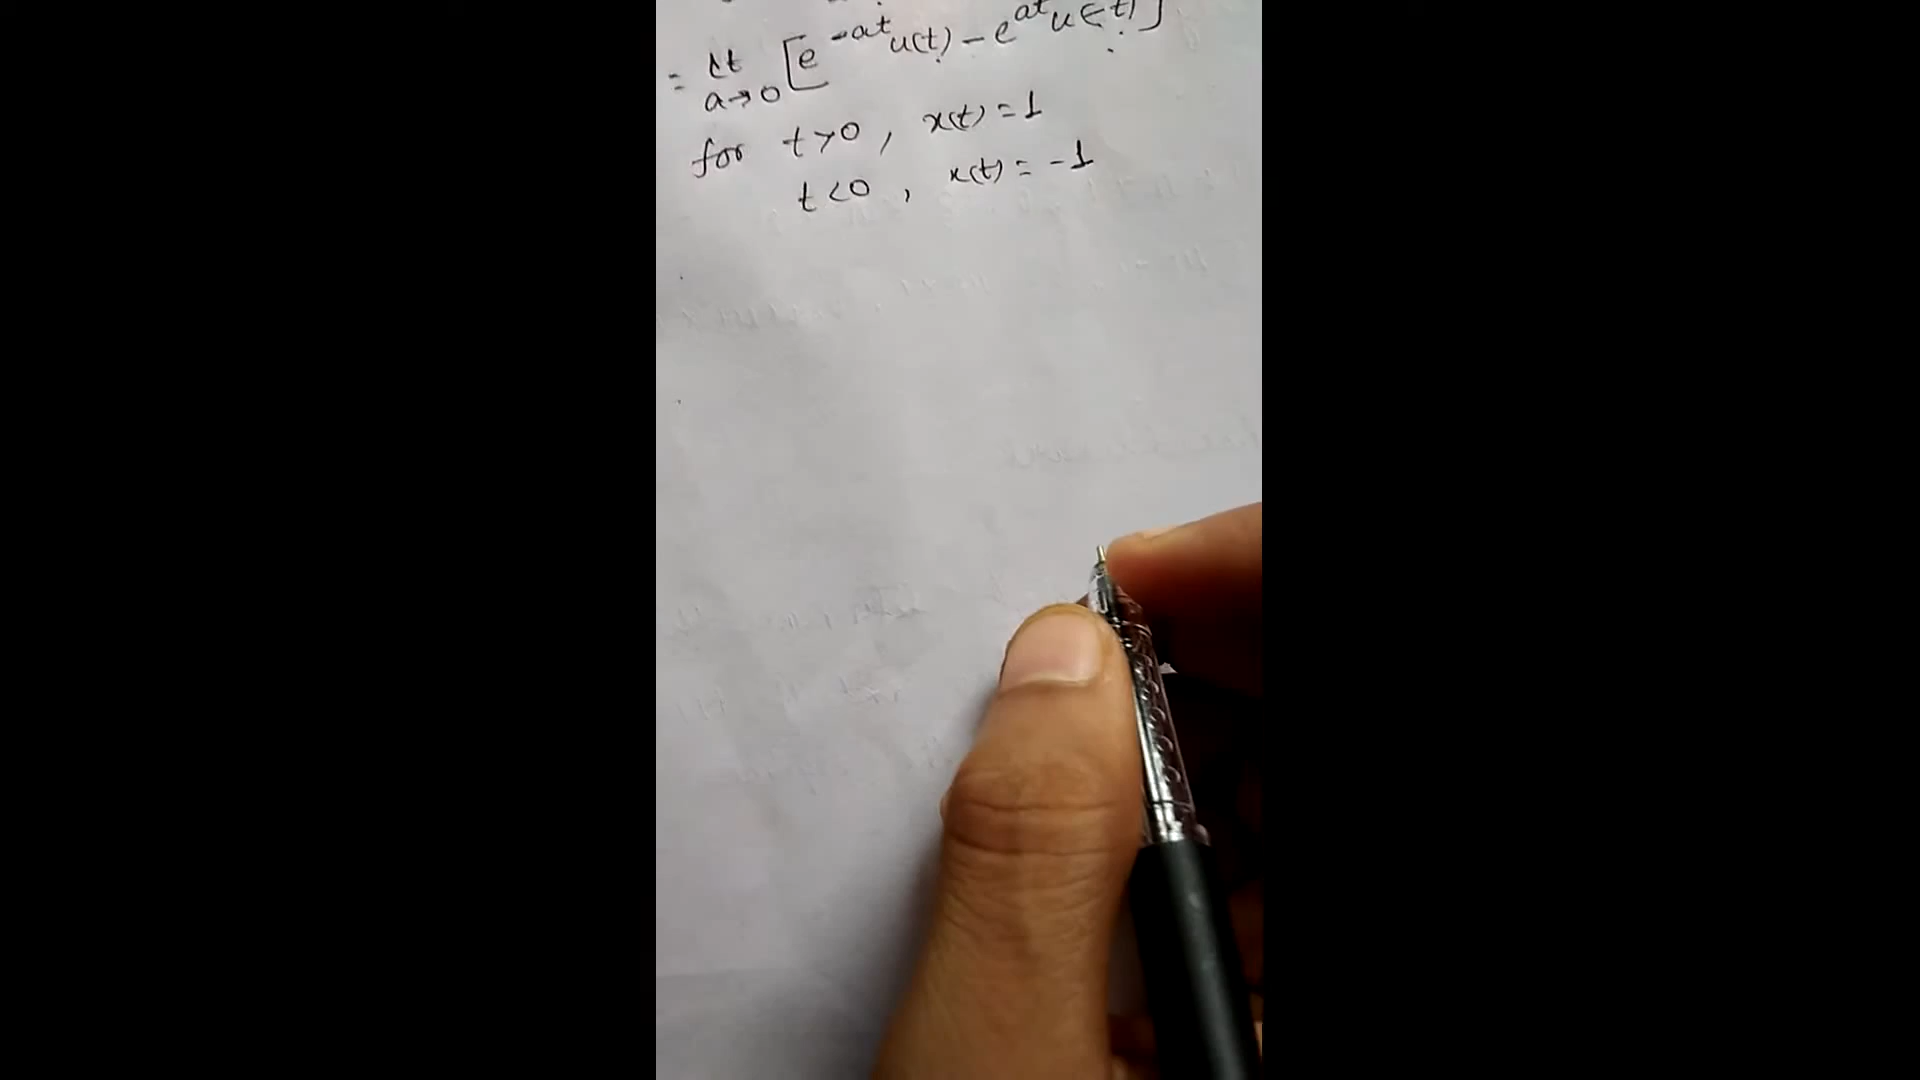 = Lt [e^-at u(t) - e^at u(-t)]
a→0
for t>0, x(t) = 1
t<0, x(t) = -1